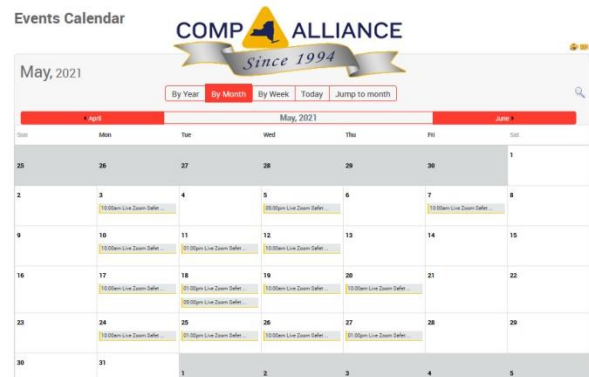 Events Calendar
COMP ALLIANCE
Since 1994
May, 2021
By Year By Month By Week Today Jump to month
April May, 2021 June
Sun Mon Tue Wed Thu Fri Sat
25 26 27 28 29 30 1
2 3 4 5 6 7 8
10:00am Live Zoom Safet ... 05:00pm Live Zoom Safet ... 10:00am Live Zoom Safet ...
9 10 11 12 13 14 15
10:00am Live Zoom Safet ... 01:00pm Live Zoom Safet ... 10:00am Live Zoom Safet ...
16 17 18 19 20 21 22
10:00am Live Zoom Safet ... 01:00pm Live Zoom Safet ... 10:00am Live Zoom Safet ... 10:00am Live Zoom Safet ...
05:00pm Live Zoom Safet ...
23 24 25 26 27 28 29
10:00am Live Zoom Safet ... 01:00pm Live Zoom Safet ... 10:00am Live Zoom Safet ... 01:00pm Live Zoom Safet ...
30 31 1 2 3 4 5